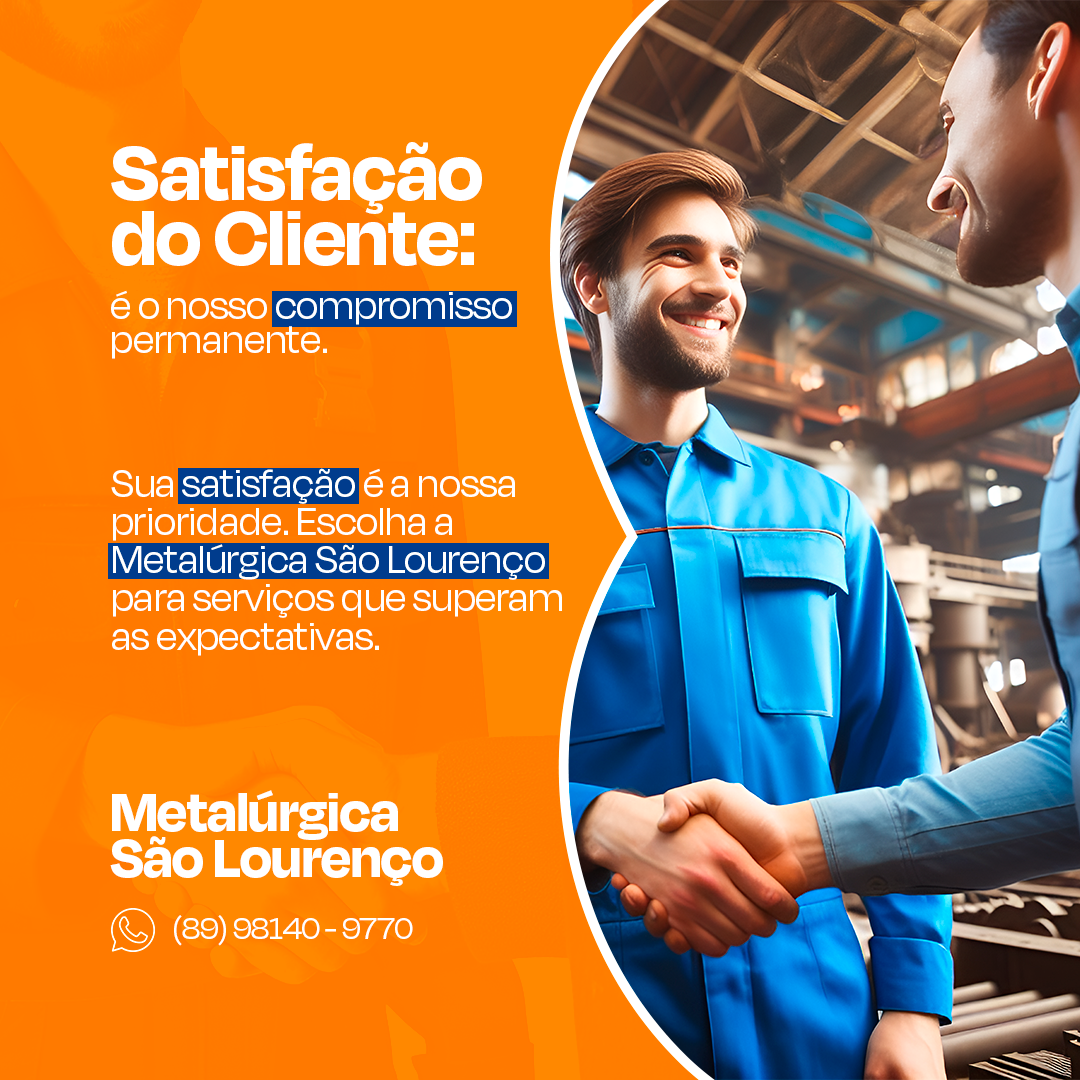 Satisfação
do Cliente:
é o nosso compromisso
permanente.
Sua satisfação é a nossa
prioridade. Escolha a
Metalúrgica São Lourenço
para serviços que superam
as expectativas.
Metalúrgica
São Lourenço
(89) 98140 - 9770